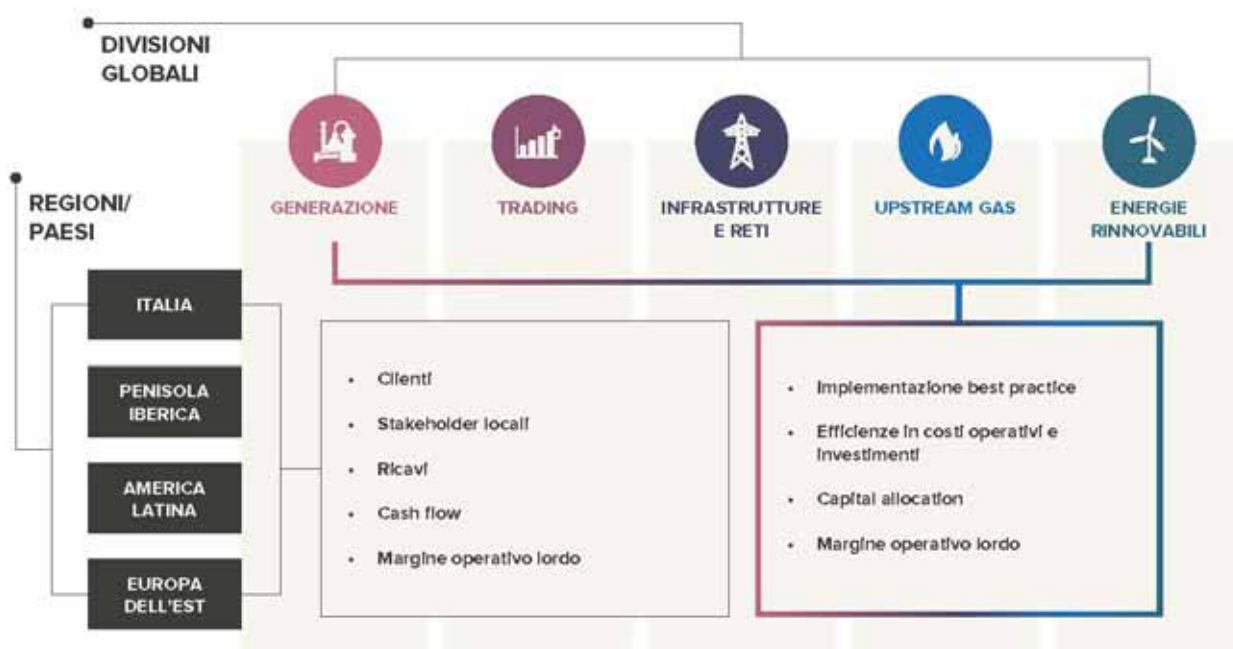 DIVISIONI
GLOBALI
GENERAZIONE
TRADING
INFRASTRUTTURE
E RETI
UPSTREAM GAS
ENERGIE
RINNOVABILI
REGIONI/
PAESI
ITALIA
PENISOLA
IBERICA
AMERICA
LATINA
EUROPA
DELL'EST
• Clienti
• Stakeholder locali
• Ricavi
• Cash flow
• Margine operativo lordo
• Implementazione best practice
• Efficienze in costi operativi e
investimenti
• Capital allocation
• Margine operativo lordo